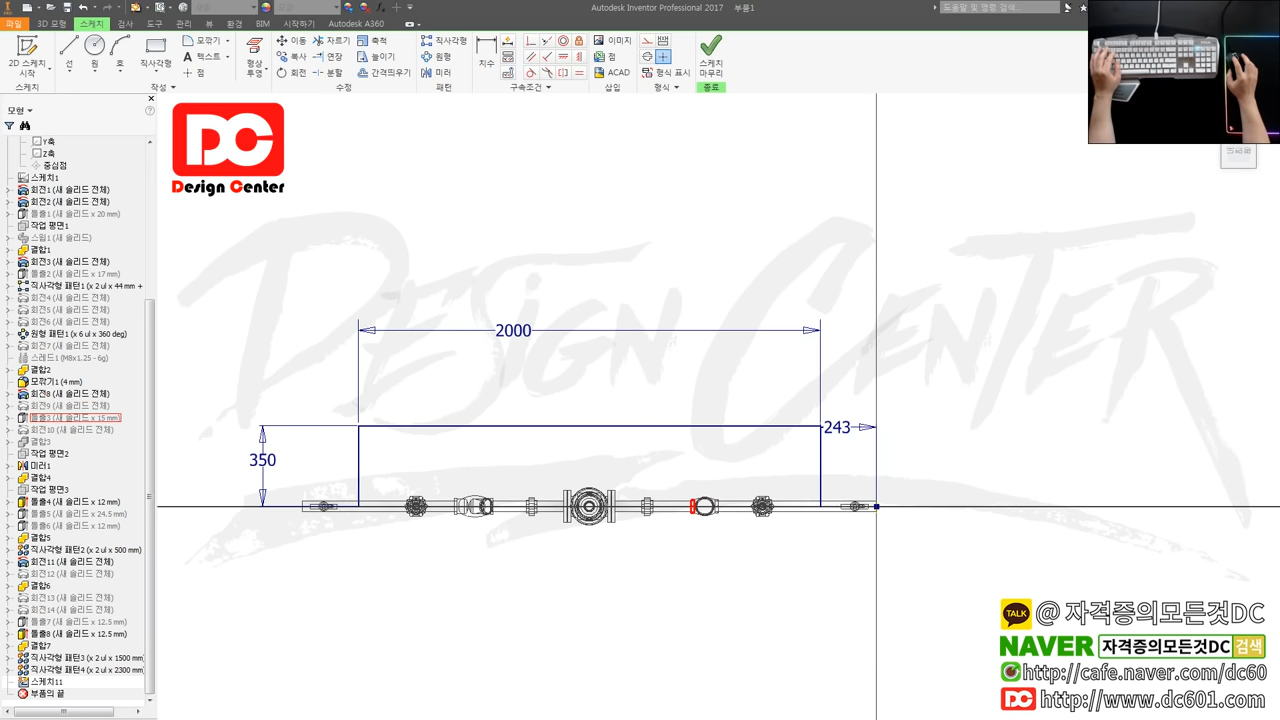 Autodesk Inventor Professional 2017 부품1
도움말 및 명령 검색...
파일 3D 모형 스케치 검사 도구 관리 뷰 환경 BIM 시작하기 Autodesk A360
2D 스케치 시작
선
원
호
직사각형
모깎기
텍스트
점
형상 투영
이동
복사
회전
자르기
연장
분할
축척
늘이기
간격띄우기
직사각형
원형
미러
치수
이미지
점
ACAD
형식 표시
스케치 마무리
스케치 작성 수정 패턴 구속조건 삽입 형식 종료
모형
Y축
Z축
중심점
스케치1
회전1 (새 솔리드 전체)
회전2 (새 솔리드 전체)
돌출1 (새 솔리드 x 20 mm)
작업 평면1
스윕1 (새 솔리드)
결합1
회전3 (새 솔리드 전체)
돌출2 (새 솔리드 x 17 mm)
직사각형 패턴1 (x 2 ul x 44 mm +
회전4 (새 솔리드 전체)
회전5 (새 솔리드 전체)
회전6 (새 솔리드 전체)
원형 패턴1 (x 6 ul x 360 deg)
회전7 (새 솔리드 전체)
스레드1 (M8x1.25 - 6g)
결합2
모깎기1 (4 mm)
회전8 (새 솔리드 전체)
회전9 (새 솔리드 전체)
돌출3 (새 솔리드 x 15 mm)
회전10 (새 솔리드 전체)
결합3
작업 평면2
미러1
결합4
작업 평면3
돌출4 (새 솔리드 x 12 mm)
돌출5 (새 솔리드 x 24.5 mm)
돌출6 (새 솔리드 x 12 mm)
결합5
직사각형 패턴2 (x 2 ul x 500 mm)
회전11 (새 솔리드 전체)
회전12 (새 솔리드 전체)
결합6
회전13 (새 솔리드 전체)
회전14 (새 솔리드 전체)
돌출7 (새 솔리드 x 12.5 mm)
돌출8 (새 솔리드 x 12.5 mm)
결합7
직사각형 패턴3 (x 2 ul x 1500 mm)
직사각형 패턴4 (x 2 ul x 2300 mm)
스케치11
부품의 끝
DC
Design Center
DESIGN CENTER
2000
243
350
TALK @ 자격증의모든것DC
NAVER 자격증의모든것DC 검색
http://cafe.naver.com/dc60
DC http://www.dc601.com